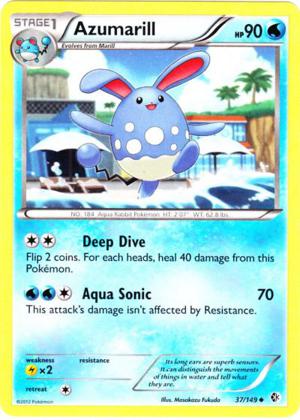 STAGE1
Azumarill
HP 90
Evolves from Marill
NO. 184 Aqua Rabbit Pokémon HT: 2'07" WT: 62.8 lbs.
Deep Dive
Flip 2 coins. For each heads, heal 40 damage from this
Pokémon.
Aqua Sonic 70
This attack's damage isn't affected by Resistance.
weakness resistance
×2
retreat
Its long ears are superb sensors.
It can distinguish the movements
of things in water and tell what
they are.
©2012 Pokémon
Illus. Masakazu Fukuda
37/149